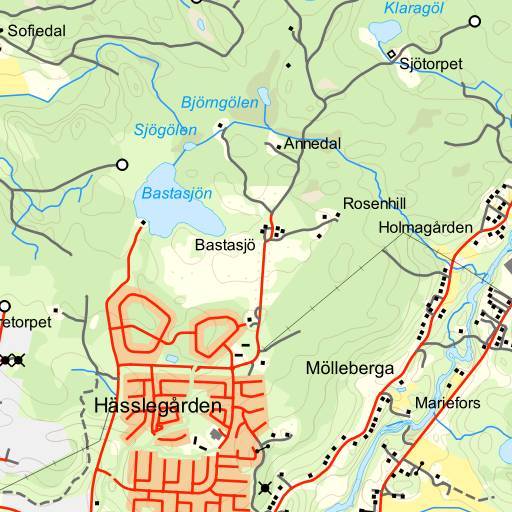 Klaragöl
Sofiedal
Sjötorpet
Björngölen
Sjögölen
Annedal
Bastasjön
Rosenhill
Holmagården
Bastasjö
retorpet
Mölleberga
Hässlegården
Mariefors